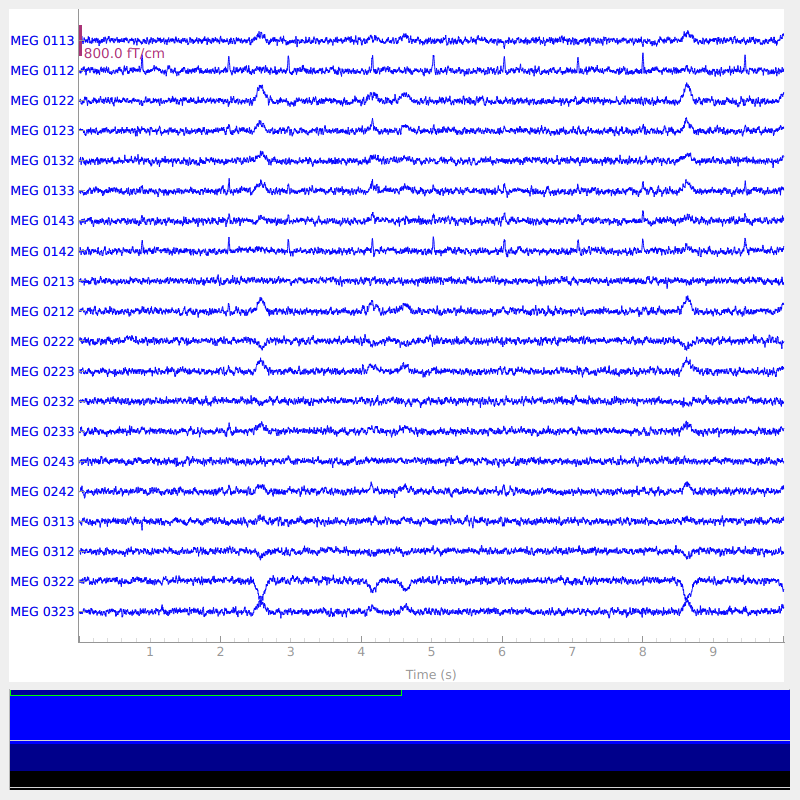 MEG 0113
800.0 fT/cm
MEG 0112
MEG 0122
MEG 0123
MEG 0132
MEG 0133
MEG 0143
MEG 0142
MEG 0213
MEG 0212
MEG 0222
MEG 0223
MEG 0232
MEG 0233
MEG 0243
MEG 0242
MEG 0313
MEG 0312
MEG 0322
MEG 0323
1 2 3 4 5 6 7 8 9
Time (s)